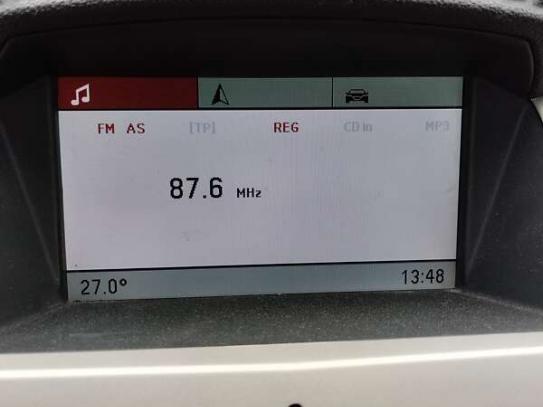 FM AS [TP] REG CD in MP3
87.6 MHz
27.0° 13:48